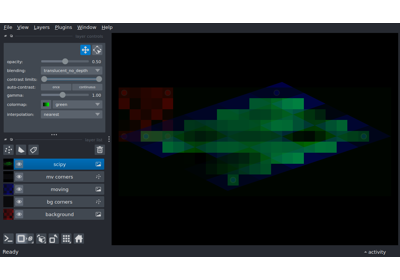 File View Layers Plugins Window Help
opacity: 0.50
blending: translucent_no_depth
contrast limits:
auto-contrast: once continuous
gamma: 1.00
colormap: green
interpolation: nearest
scipy
mv corners
moving
bg corners
background
Ready
activity